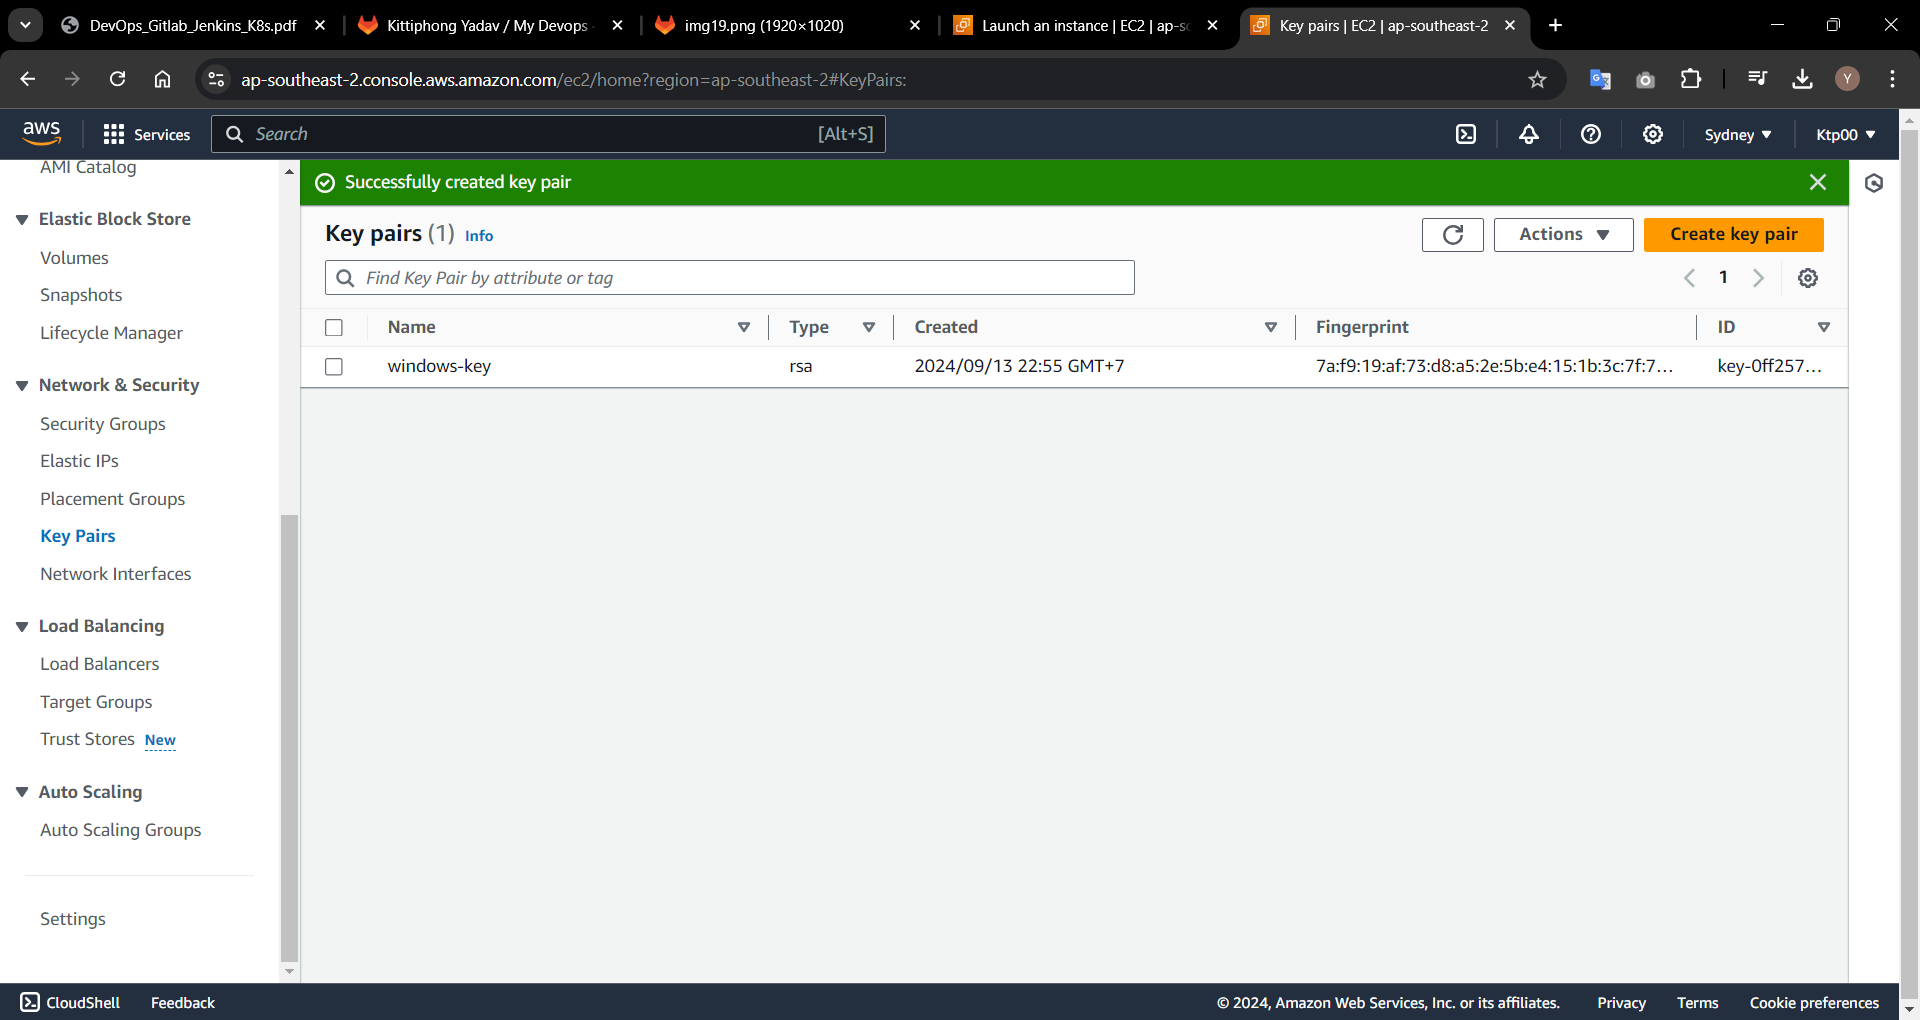 DevOps_Gitlab_Jenkins_K8s.pdf
Kittiphong Yadav / My Devops
img19.png (1920×1020)
Launch an instance | EC2 | ap-sc
Key pairs | EC2 | ap-southeast-2
ap-southeast-2.console.aws.amazon.com/ec2/home?region=ap-southeast-2#KeyPairs:
Y
aws
Services
Search
[Alt+S]
Sydney
Ktp00
AMI Catalog
Elastic Block Store
Volumes
Snapshots
Lifecycle Manager
Network & Security
Security Groups
Elastic IPs
Placement Groups
Key Pairs
Network Interfaces
Load Balancing
Load Balancers
Target Groups
Trust Stores New
Auto Scaling
Auto Scaling Groups
Settings
Successfully created key pair
Key pairs (1) Info
Actions
Create key pair
Find Key Pair by attribute or tag
1
Name Type Created Fingerprint ID
windows-key rsa 2024/09/13 22:55 GMT+7 7a:f9:19:af:73:d8:a5:2e:5b:e4:15:1b:3c:7f:7... key-0ff257...
CloudShell Feedback © 2024, Amazon Web Services, Inc. or its affiliates. Privacy Terms Cookie preferences